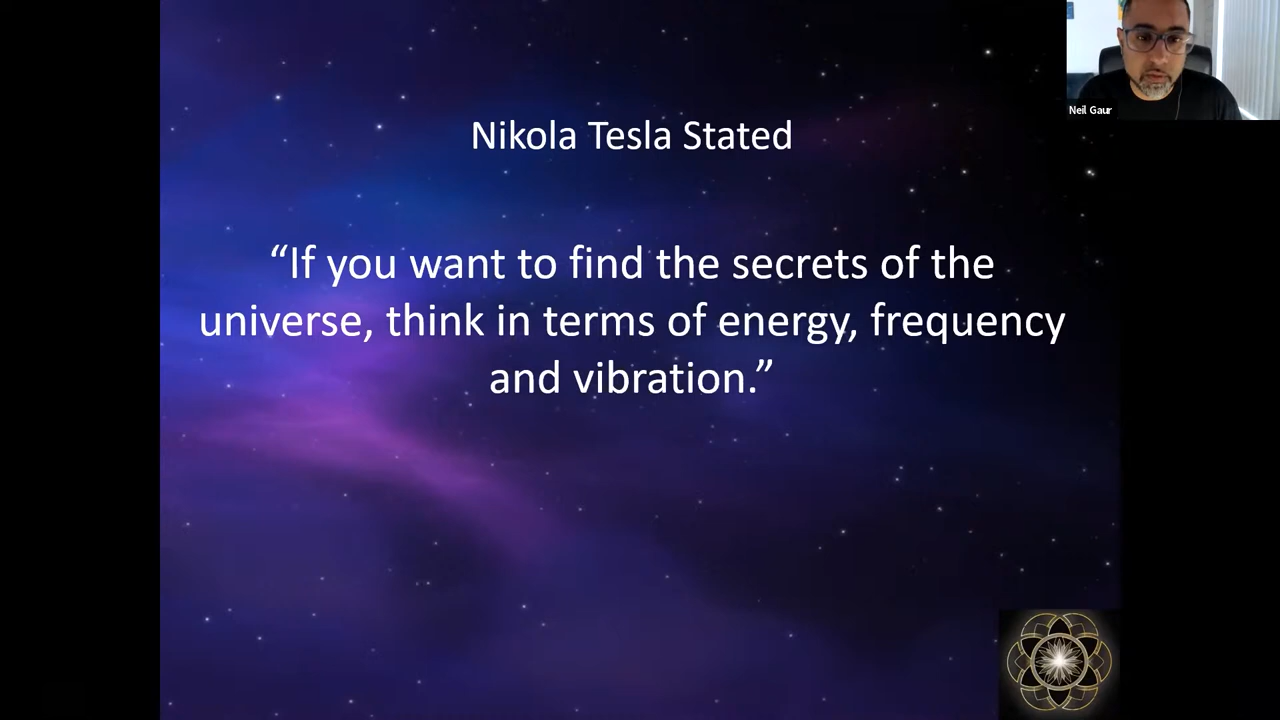 Neil Gaur
Nikola Tesla Stated
“If you want to find the secrets of the
universe, think in terms of energy, frequency
and vibration.”